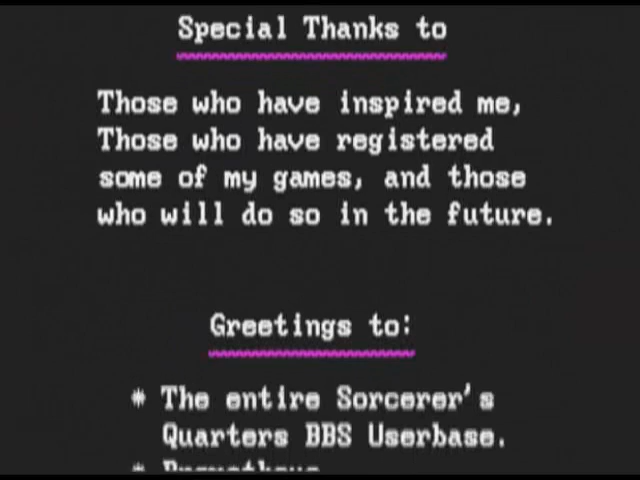 Special Thanks to
Those who have inspired me,
Those who have registered
some of my games, and those
who will do so in the future.
Greetings to:
* The entire Sorcerer's
Quarters BBS Userbase.
*